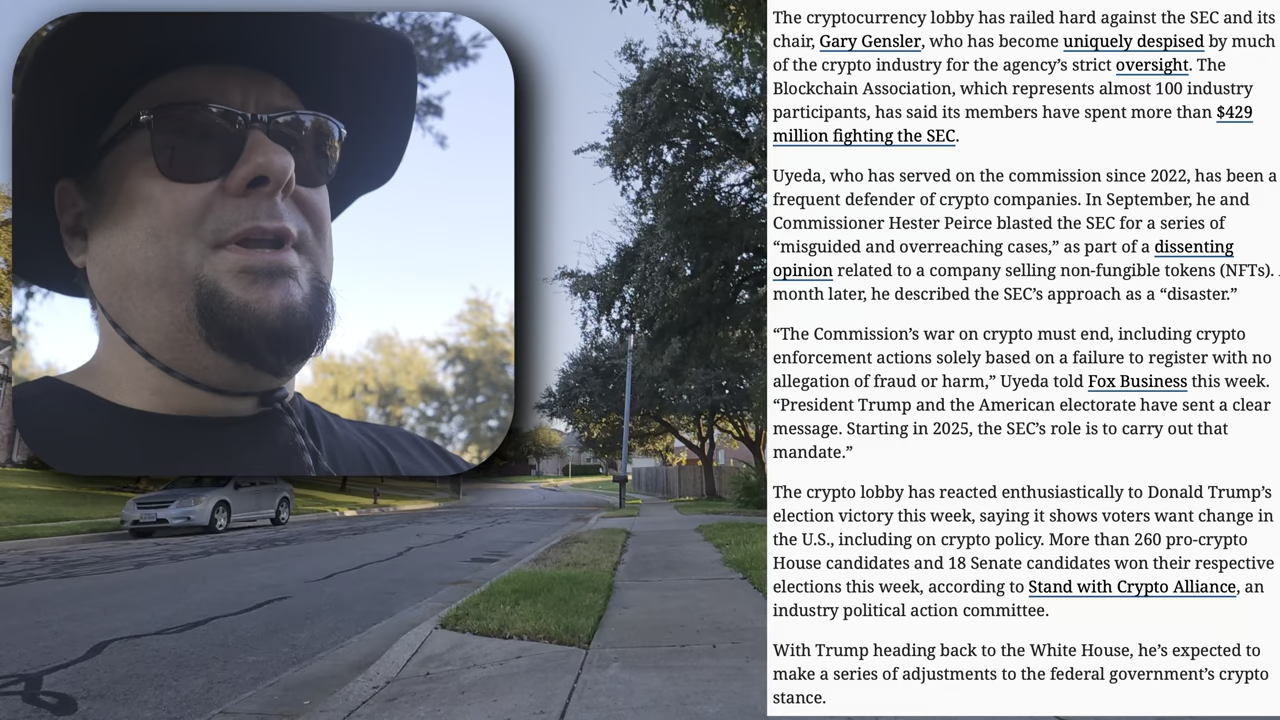 The cryptocurrency lobby has railed hard against the SEC and its
chair, Gary Gensler, who has become uniquely despised by much
of the crypto industry for the agency’s strict oversight. The
Blockchain Association, which represents almost 100 industry
participants, has said its members have spent more than $429
million fighting the SEC.
Uyeda, who has served on the commission since 2022, has been a
frequent defender of crypto companies. In September, he and
Commissioner Hester Peirce blasted the SEC for a series of
“misguided and overreaching cases,” as part of a dissenting
opinion related to a company selling non-fungible tokens (NFTs).
month later, he described the SEC’s approach as a “disaster.”
“The Commission’s war on crypto must end, including crypto
enforcement actions solely based on a failure to register with no
allegation of fraud or harm,” Uyeda told Fox Business this week.
“President Trump and the American electorate have sent a clear
message. Starting in 2025, the SEC’s role is to carry out that
mandate.”
The crypto lobby has reacted enthusiastically to Donald Trump’s
election victory this week, saying it shows voters want change in
the U.S., including on crypto policy. More than 260 pro-crypto
House candidates and 18 Senate candidates won their respective
elections this week, according to Stand with Crypto Alliance, an
industry political action committee.
With Trump heading back to the White House, he’s expected to
make a series of adjustments to the federal government’s crypto
stance.